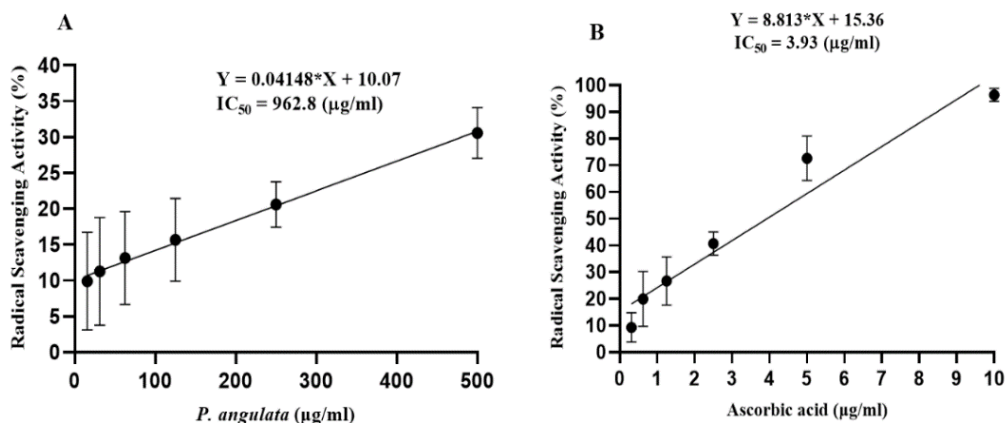 A
Y = 0.04148*X + 10.07
IC50 = 962.8 (µg/ml)
Radical Scavenging Activity (%)
40
35
30
25
20
15
10
5
0
0 100 200 300 400 500
P. angulata (µg/ml)
B
Y = 8.813*X + 15.36
IC50 = 3.93 (µg/ml)
Radical Scavenging Activity (%)
100
90
80
70
60
50
40
30
20
10
0
0 1 2 3 4 5 6 7 8 9 10
Ascorbic acid (µg/ml)